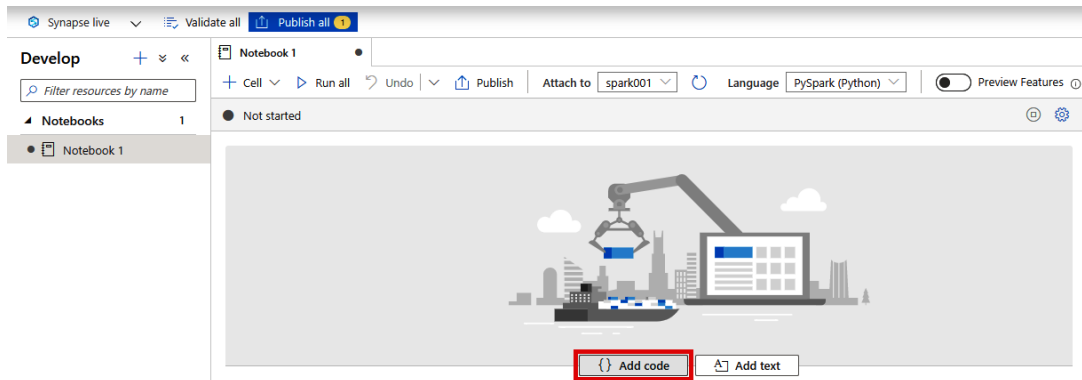 Synapse live Validate all Publish all 1
Develop
Notebook 1
+ Cell Run all Undo Publish Attach to spark001 Language PySpark (Python) Preview Features
Filter resources by name
Notebooks 1
Not started
Notebook 1
{} Add code Add text